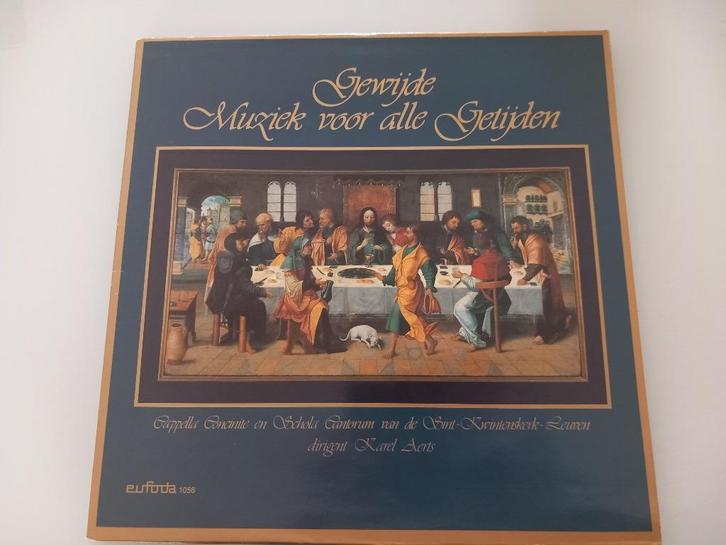 Gewijde
Muziek voor alle Getijden
Cappella Concinite en Schola Cantorum van de Sint-Kwintenskerk-Leuven
dirigent Karel Aerts
eufoda 1056